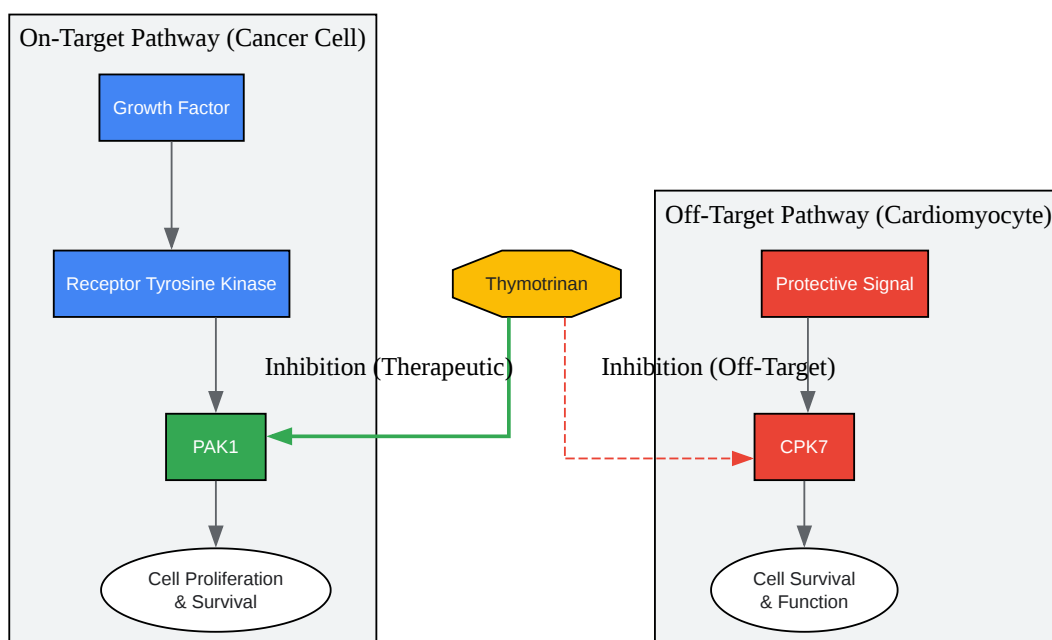 On-Target Pathway (Cancer Cell)
Growth Factor
Receptor Tyrosine Kinase
Inhibition (Therapeutic)
PAK1
Cell Proliferation
& Survival
Thymotrinan
Off-Target Pathway (Cardiomyocyte)
Protective Signal
Inhibition (Off-Target)
CPK7
Cell Survival
& Function